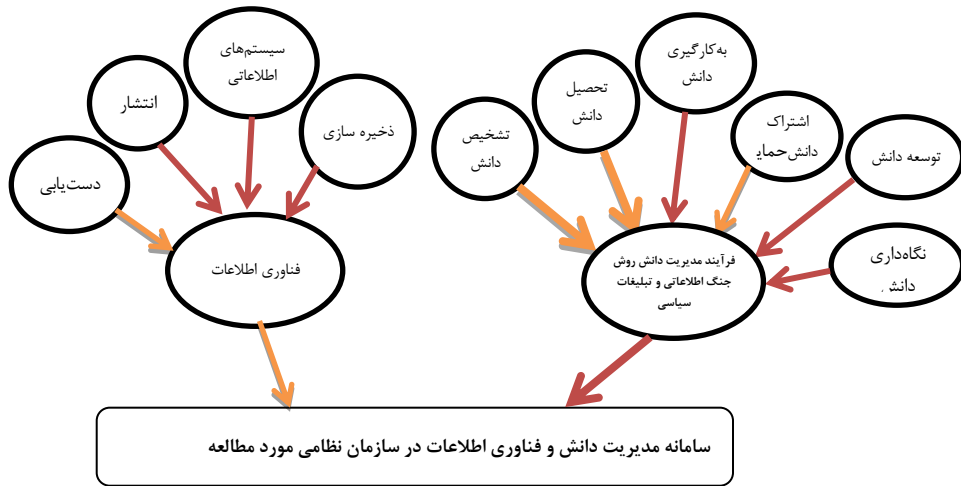 سیستم‌های
اطلاعاتی
انتشار
ذخیره سازی
دست‌یابی
فناوری اطلاعات
به‌کارگیری
دانش
تحصیل
دانش
تشخیص
دانش
اشتراک
دانش‌حمای
توسعه دانش
نگاه‌داری
دانش
فرآیند مدیریت دانش روش
جنگ اطلاعاتی و تبلیغات
سیاسی
سامانه مدیریت دانش و فناوری اطلاعات در سازمان نظامی مورد مطالعه